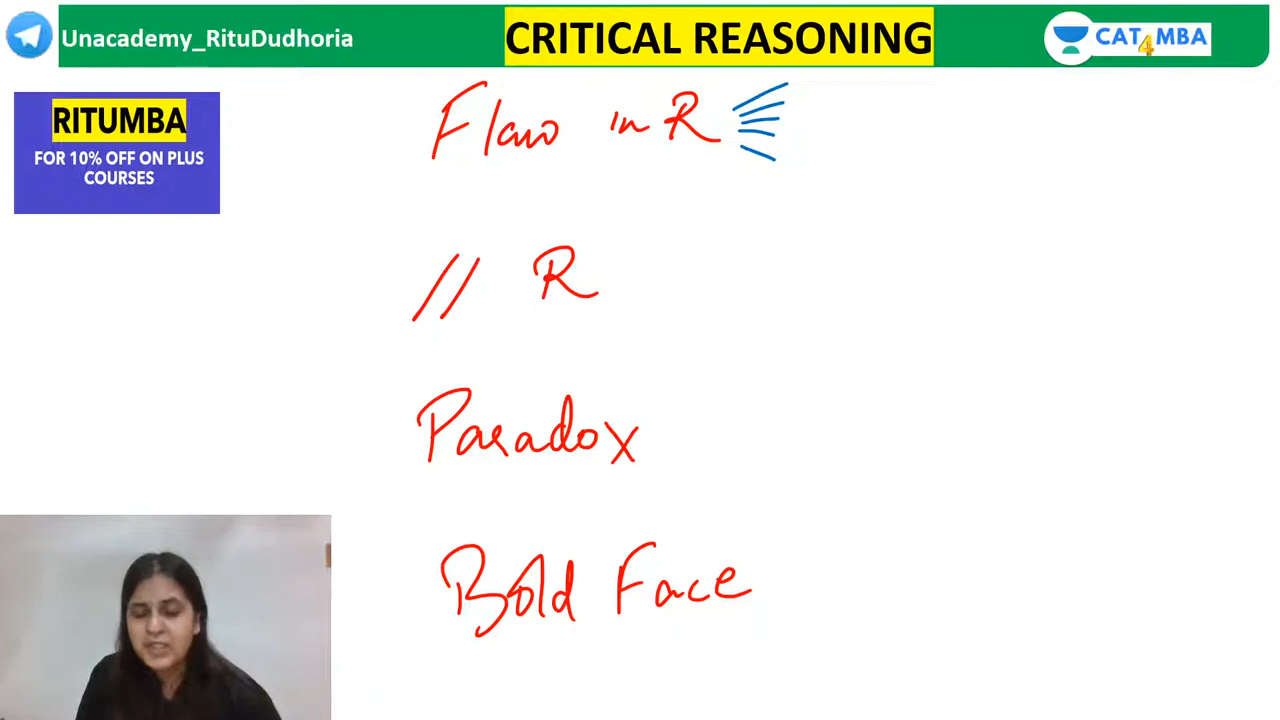 Unacademy_RituDudhoria
CRITICAL REASONING
CAT4MBA
RITUMBA
FOR 10% OFF ON PLUS
COURSES
Flaw in R
// R
Paradox
Bold Face